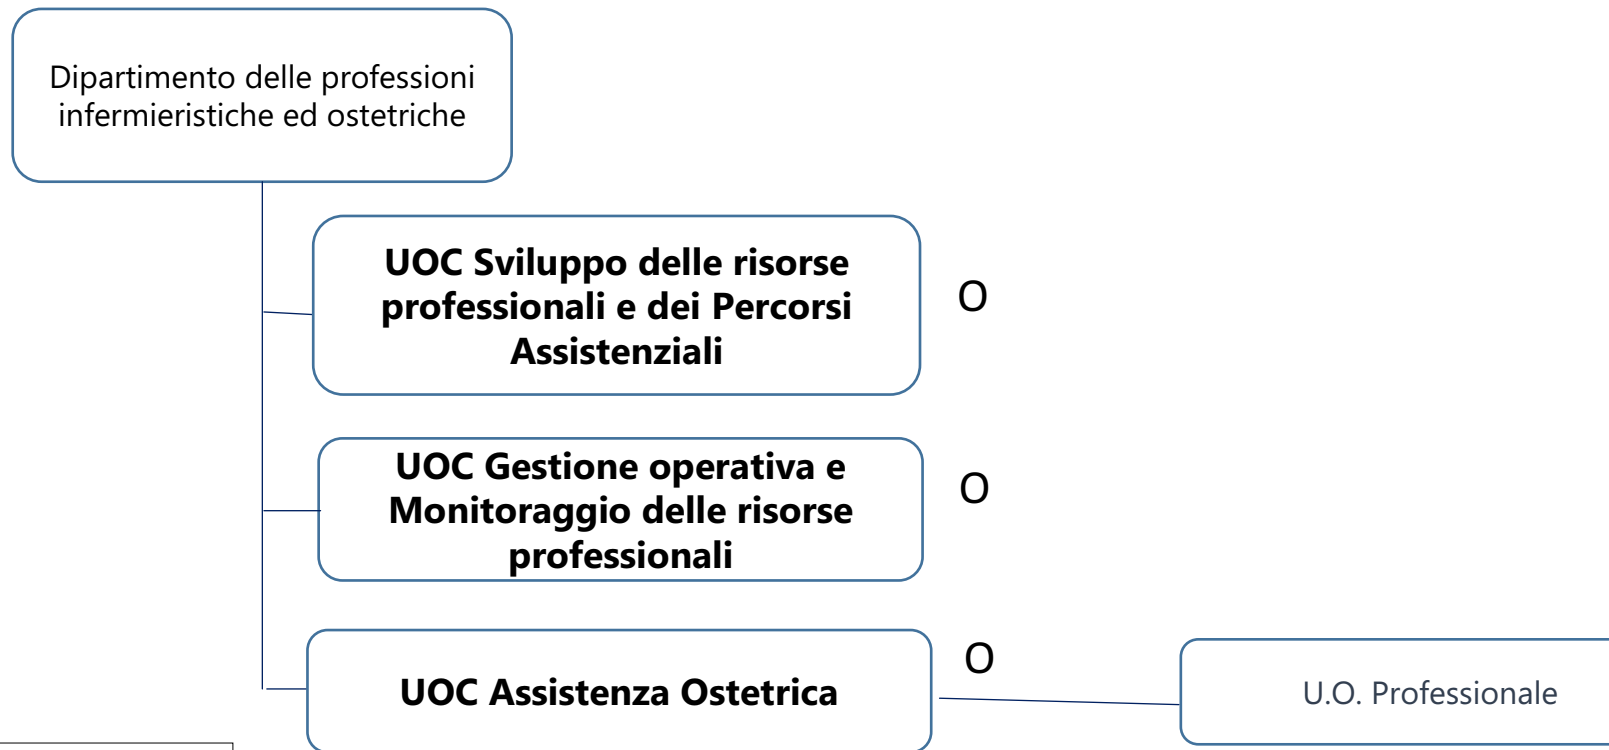 Dipartimento delle professioni
infermieristiche ed ostetriche
UOC Sviluppo delle risorse
professionali e dei Percorsi
Assistenziali
O
UOC Gestione operativa e
Monitoraggio delle risorse
professionali
O
UOC Assistenza Ostetrica
O
U.O. Professionale